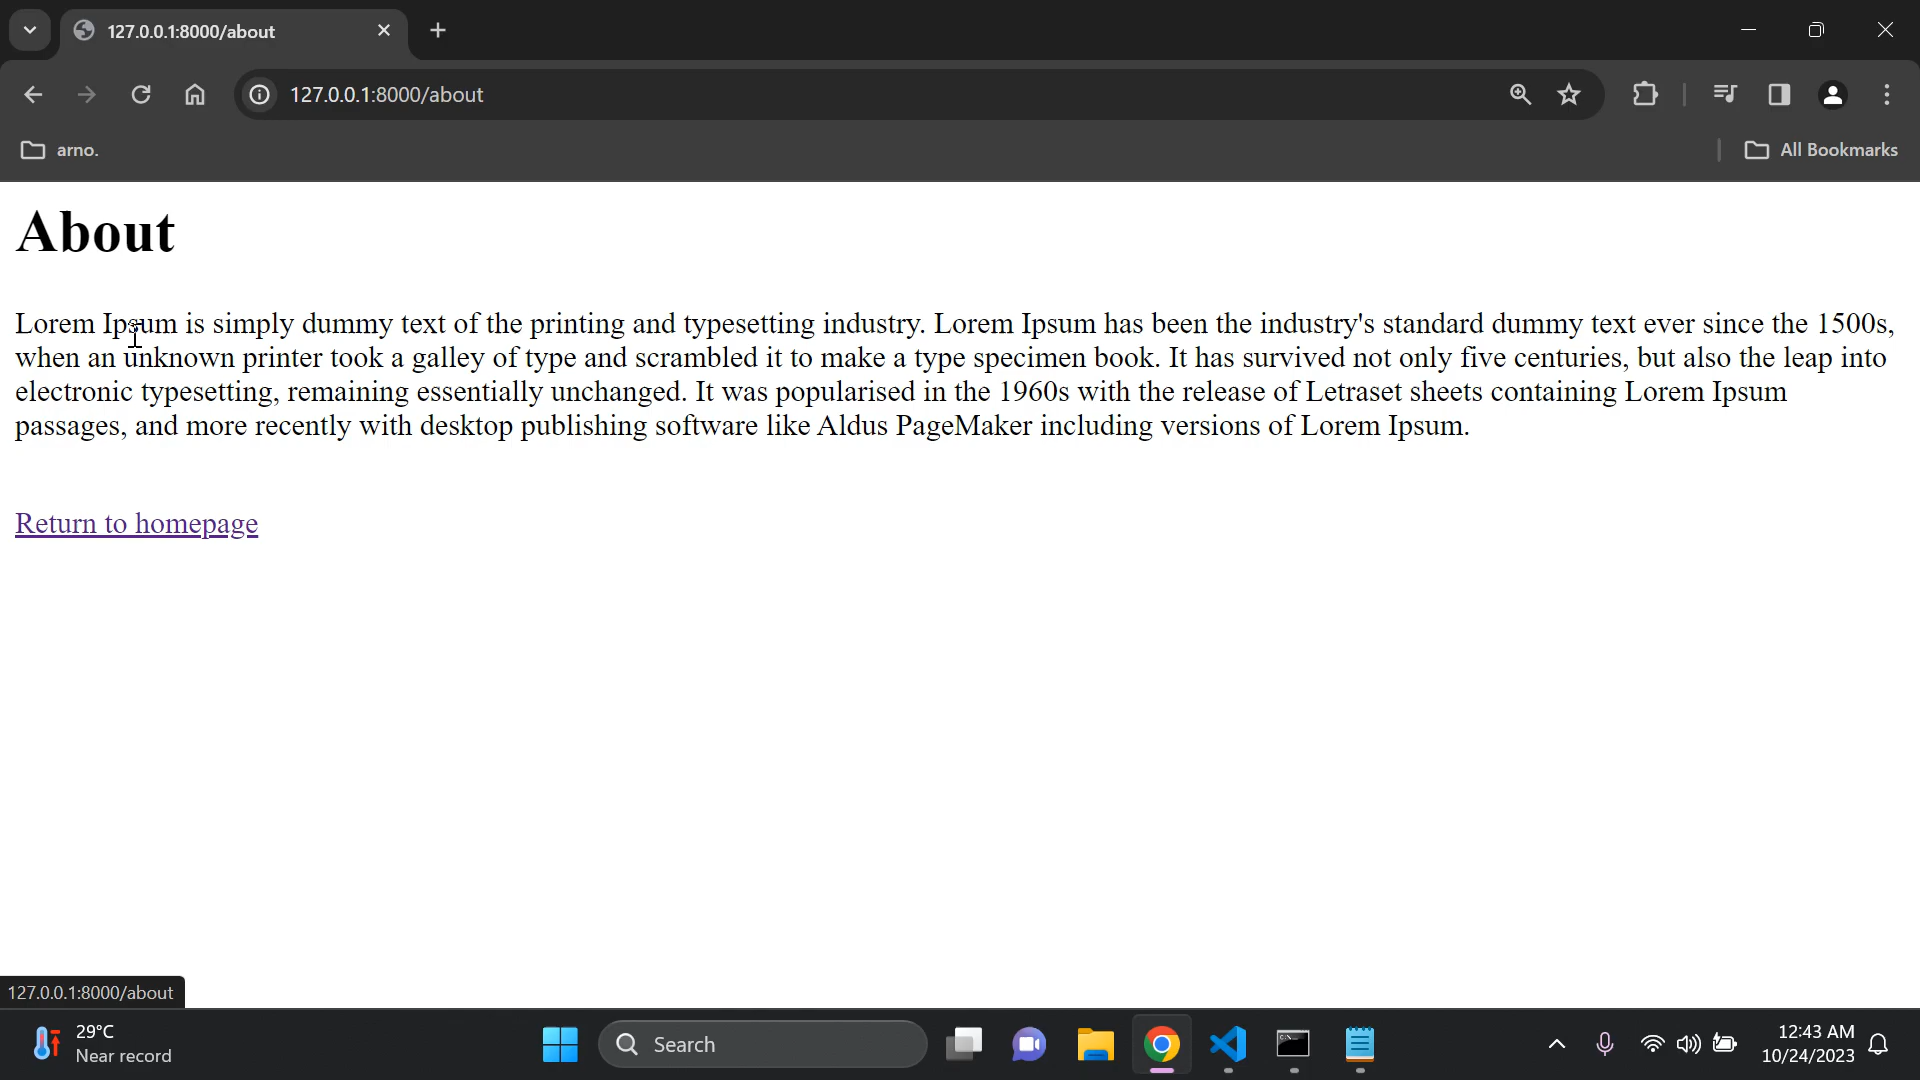 127.0.0.1:8000/about
127.0.0.1:8000/about
arno.
All Bookmarks
About
Lorem Ipsum is simply dummy text of the printing and typesetting industry. Lorem Ipsum has been the industry's standard dummy text ever since the 1500s,
when an unknown printer took a galley of type and scrambled it to make a type specimen book. It has survived not only five centuries, but also the leap into
electronic typesetting, remaining essentially unchanged. It was popularised in the 1960s with the release of Letraset sheets containing Lorem Ipsum
passages, and more recently with desktop publishing software like Aldus PageMaker including versions of Lorem Ipsum.
Return to homepage
127.0.0.1:8000/about
29°C
Near record
Search
12:43 AM
10/24/2023